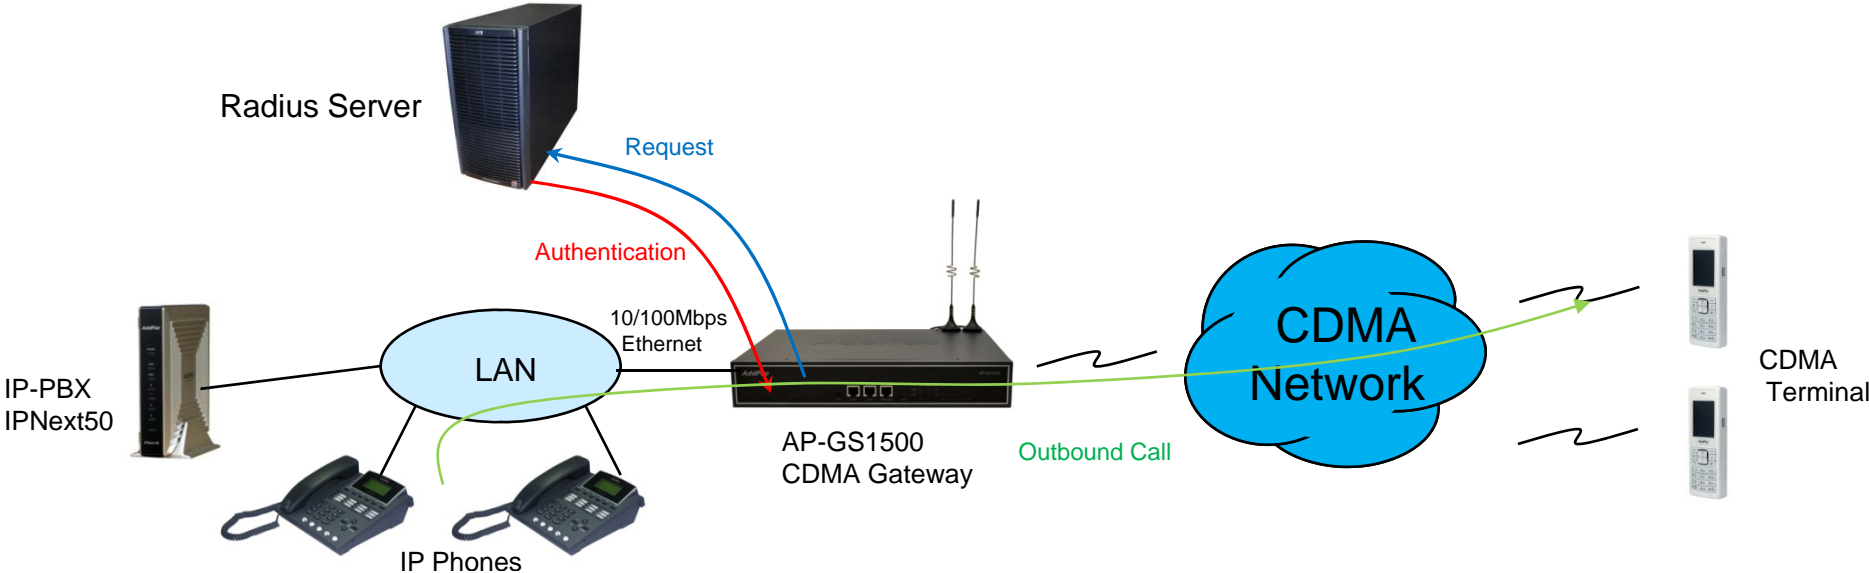 Radius Server
Request
Authentication
10/100Mbps
Ethernet
LAN
IP-PBX
IPNext50
AddPac
AP-GS1500
CDMA Gateway
Outbound Call
CDMA
Network
CDMA
Terminal
IP Phones